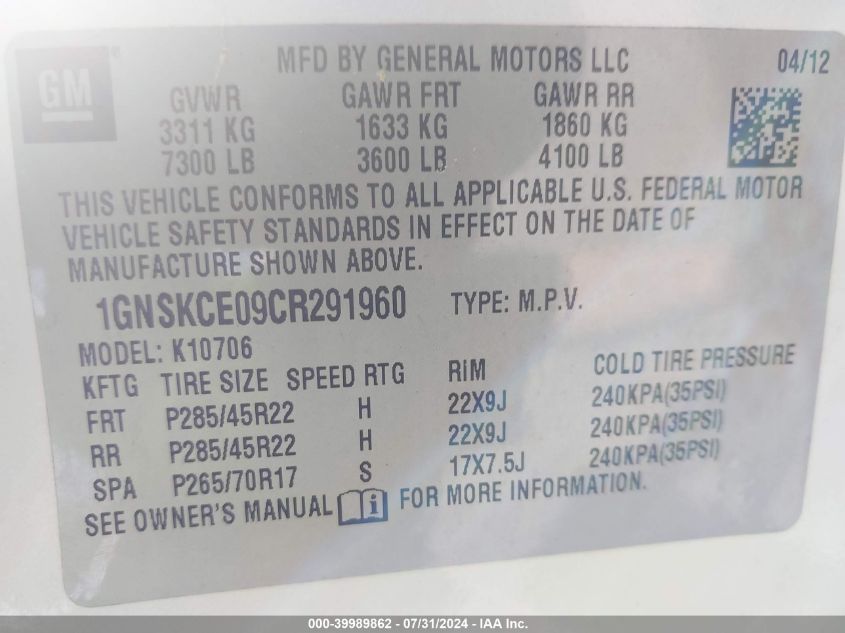 GM ® MFD BY GENERAL MOTORS LLC 04/12
GVWR GAWR FRT GAWR RR
3311 KG 1633 KG 1860 KG
7300 LB 3600 LB 4100 LB
THIS VEHICLE CONFORMS TO ALL APPLICABLE U.S. FEDERAL MOTOR
VEHICLE SAFETY STANDARDS IN EFFECT ON THE DATE OF
MANUFACTURE SHOWN ABOVE.
1GNSKCE09CR291960 TYPE: M.P.V.
MODEL: K10706
KFTG TIRE SIZE SPEED RTG RIM COLD TIRE PRESSURE
FRT P285/45R22 H 22X9J 240KPA(35PSI)
RR P285/45R22 H 22X9J 240KPA(35PSI)
SPA P265/70R17 S 17X7.5J 240KPA(35PSI)
SEE OWNER'S MANUAL i FOR MORE INFORMATION.
000-39989862 - 07/31/2024 - IAA Inc.